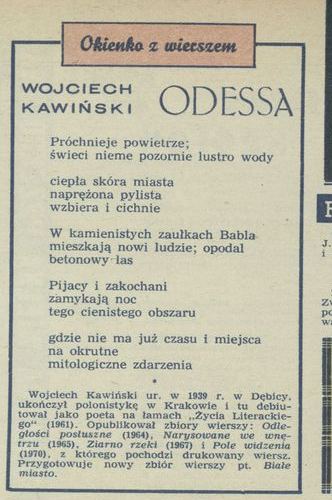 Okienko z wierszem
WOJCIECH
KAWIŃSKI
ODESSA
Próchnieje powietrze;
świeci nieme pozornie lustro wody
ciepła skóra miasta
naprężona pylista
wzbiera i cichnie
W kamienistych zaułkach Babla
mieszkają nowi ludzie; opodal
betonowy las
Pijacy i zakochani
zamykają noc
tego cienistego obszaru
gdzie nie ma już czasu i miejsca
na okrutne
mitologiczne zdarzenia
*
Wojciech Kawiński ur. w 1939 r. w Dębicy,
ukończył polonistykę w Krakowie i tu debiu-
tował jako poeta na łamach „Życia Literackie-
go" (1961). Opublikował zbiory wierszy: Odle-
głości posłuszne (1964), Narysowane we wnę-
trzu (1965), Ziarno rzeki (1967) i Pole widzenia
(1970), z którego pochodzi drukowany wiersz.
Przygotowuje nowy zbiór wierszy pt. Białe
miasto.
J.
i